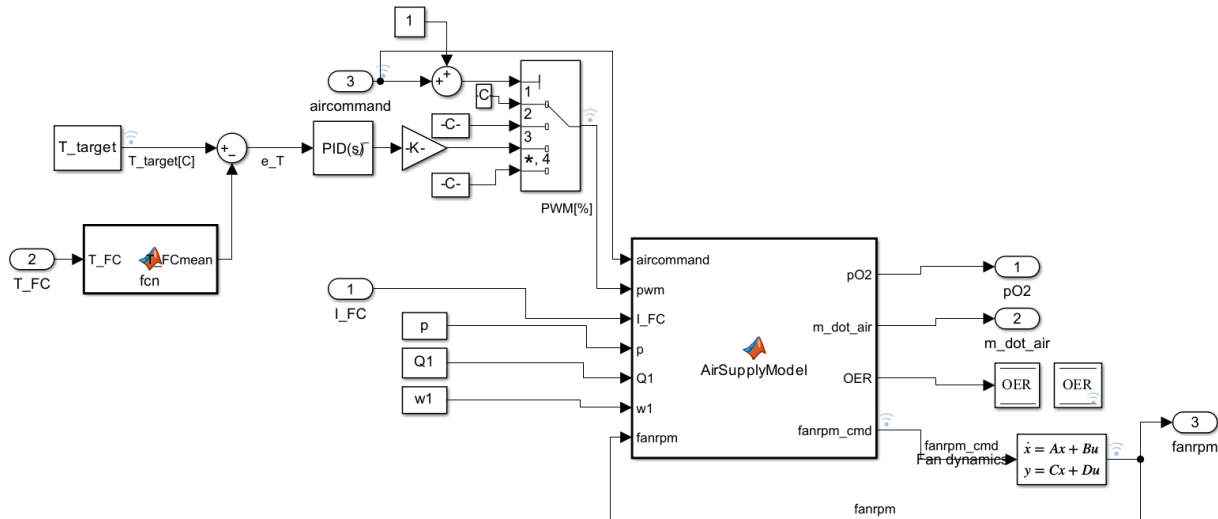 1
3
aircommand
1
-C-
2
-C-
3
*, 4
-C-
PWM[%]
T_target
T_target[C]
+
−
e_T
PID(s)
-K-
+
+
2
T_FC
T_FC
T_FCmean
fcn
1
I_FC
p
Q1
w1
aircommand
pwm
I_FC
p
Q1
w1
fanrpm
AirSupplyModel
pO2
m_dot_air
OER
fanrpm_cmd
1
pO2
2
m_dot_air
OER
OER
fanrpm_cmd
Fan dynamics
ẋ = Ax + Bu
y = Cx + Du
3
fanrpm
fanrpm